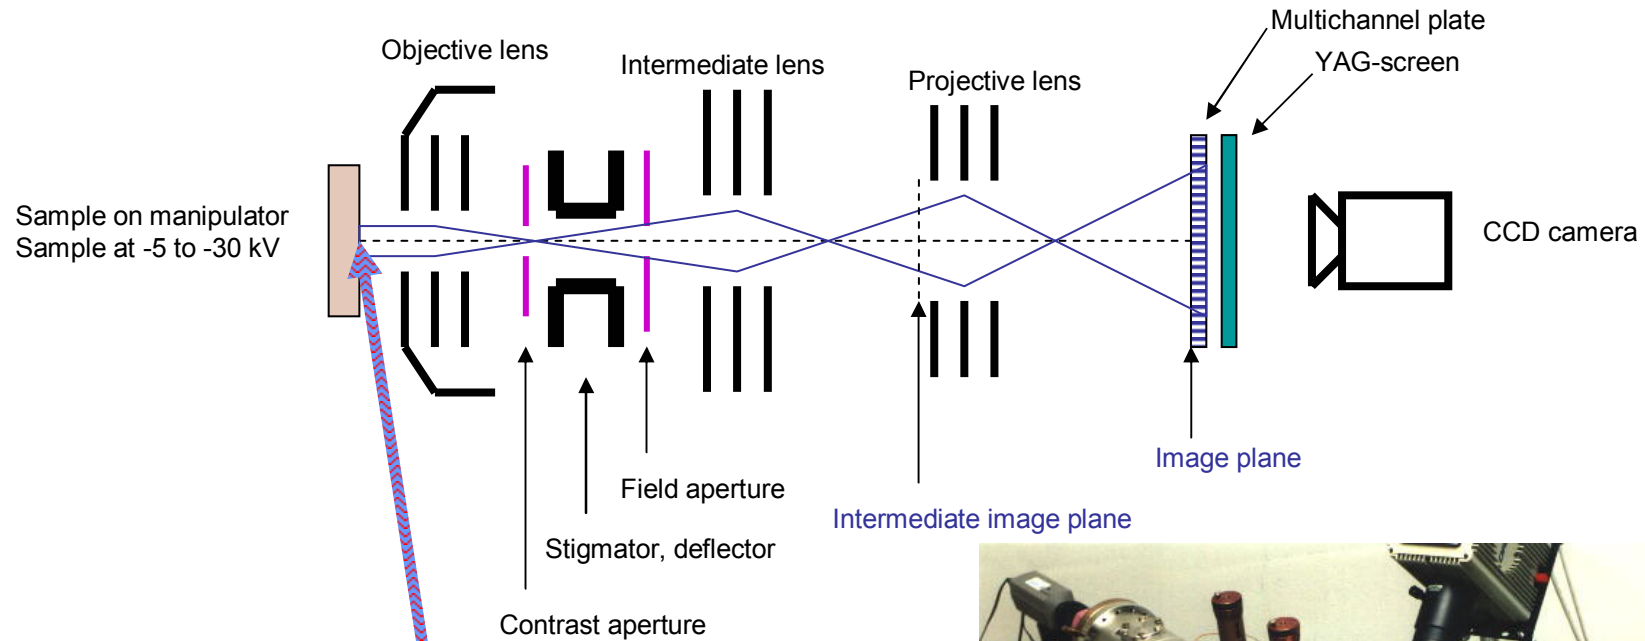 Multichannel plate
Objective lens
YAG-screen
Intermediate lens
Projective lens
Sample on manipulator
Sample at -5 to -30 kV
CCD camera
Image plane
Field aperture
Intermediate image plane
Stigmator, deflector
Contrast aperture